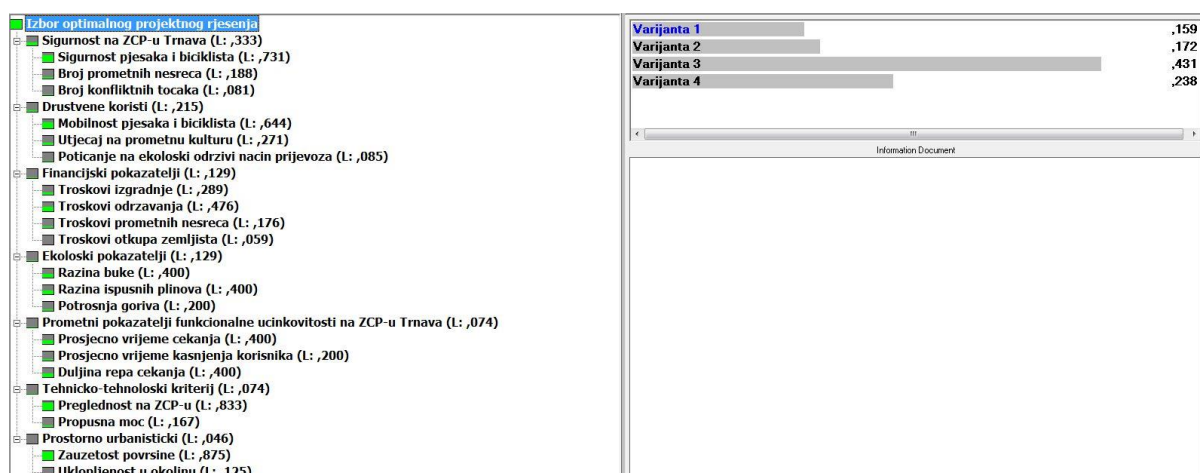 Izbor optimalnog projektnog rjesenja
Sigurnost na ZCP-u Trnava (L: ,333)
Sigurnost pjesaka i biciklista (L: ,731)
Broj prometnih nesreca (L: ,188)
Broj konfliktnih tocaka (L: ,081)
Drustvene koristi (L: ,215)
Mobilnost pjesaka i biciklista (L: ,644)
Utjecaj na prometnu kulturu (L: ,271)
Poticanje na ekoloski odrzivi nacin prijevoza (L: ,085)
Financijski pokazatelji (L: ,129)
Troskovi izgradnje (L: ,289)
Troskovi odrzavanja (L: ,476)
Troskovi prometnih nesreca (L: ,176)
Troskovi otkupa zemljista (L: ,059)
Ekoloski pokazatelji (L: ,129)
Razina buke (L: ,400)
Razina ispusnih plinova (L: ,400)
Potrosnja goriva (L: ,200)
Prometni pokazatelji funkcionalne ucinkovitosti na ZCP-u Trnava (L: ,074)
Prosjecno vrijeme cekanja (L: ,400)
Prosjecno vrijeme kasnjenja korisnika (L: ,200)
Duljina repa cekanja (L: ,400)
Tehnicko-tehnoloski kriterij (L: ,074)
Preglednost na ZCP-u (L: ,833)
Propusna moc (L: ,167)
Prostorno urbanisticki (L: ,046)
Zauzetost povrsine (L: ,875)
Uklopljenost u okolinu (L: ,125)
Varijanta 1 ,159
Varijanta 2 ,172
Varijanta 3 ,431
Varijanta 4 ,238
Information Document